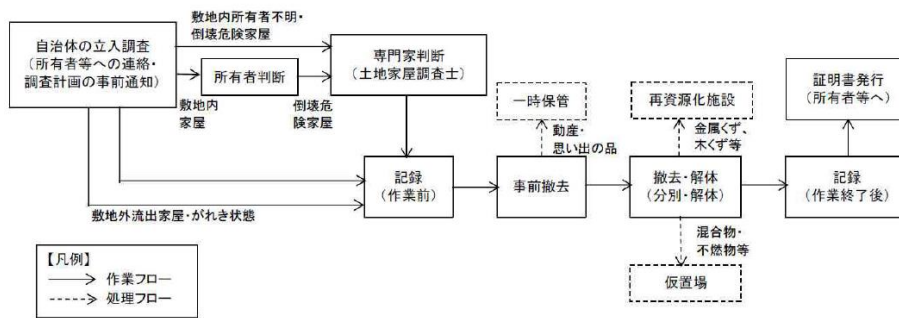 敷地内所有者不明・
倒壊危険家屋
自治体の立入調査
(所有者等への連絡・
調査計画の事前通知)
所有者判断
専門家判断
(土地家屋調査士)
敷地内
家屋
倒壊危
険家屋
一時保管
動産・
思い出の品
再資源化施設
金属くず、
木くず等
証明書発行
(所有者等へ)
記録
(作業前)
事前撤去
撤去・解体
(分別・解体)
記録
(作業終了後)
敷地外流出家屋・がれき状態
混合物・
不燃物等
仮置場
【凡例】
作業フロー
処理フロー